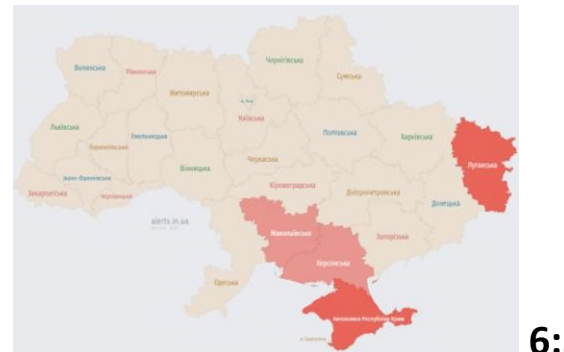 Чернігівська
Волинська
Рівненська
Сумська
Житомирська
м. Київ
Київська
Львівська
Полтавська
Харківська
Хмельницька
Тернопільська
Черкаська
Луганська
Вінницька
Івано-Франківська
Кіровоградська
Дніпропетровська
Закарпатська
Чернівецька
Донецька
alerts.in.ua
Миколаївська
Запорізька
Херсонська
Одеська
Автономна Республіка Крим
6: